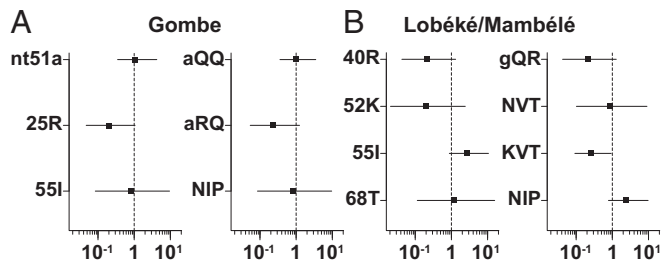 A Gombe B Lobéké/Mambélé
nt51a aQQ 40R gQR
52K NVT
25R aRQ
55I KVT
55I NIP 68T NIP
10⁻¹ 1 10¹ 10⁻¹ 1 10¹ 10⁻¹ 1 10¹ 10⁻¹ 1 10¹